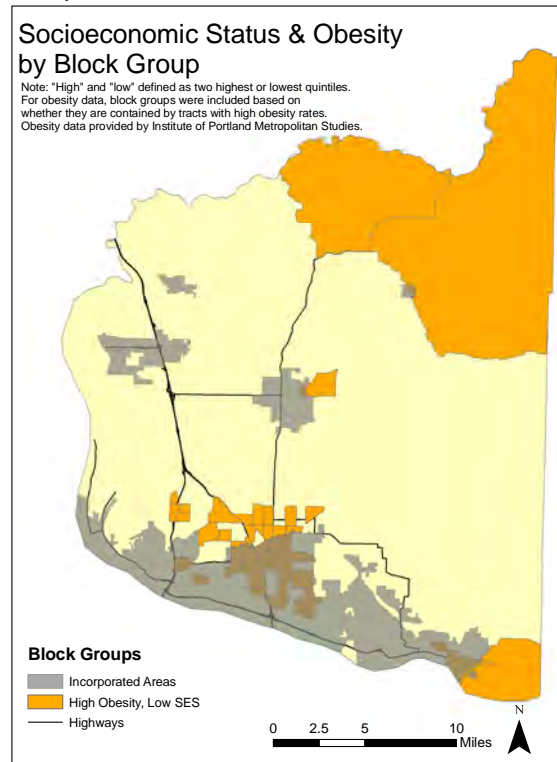 Socioeconomic Status & Obesity
by Block Group
Note: "High" and "low" defined as two highest or lowest quintiles.
For obesity data, block groups were included based on
whether they are contained by tracts with high obesity rates.
Obesity data provided by Institute of Portland Metropolitan Studies.
Block Groups
Incorporated Areas
High Obesity, Low SES
Highways
0 2.5 5 10
Miles
N